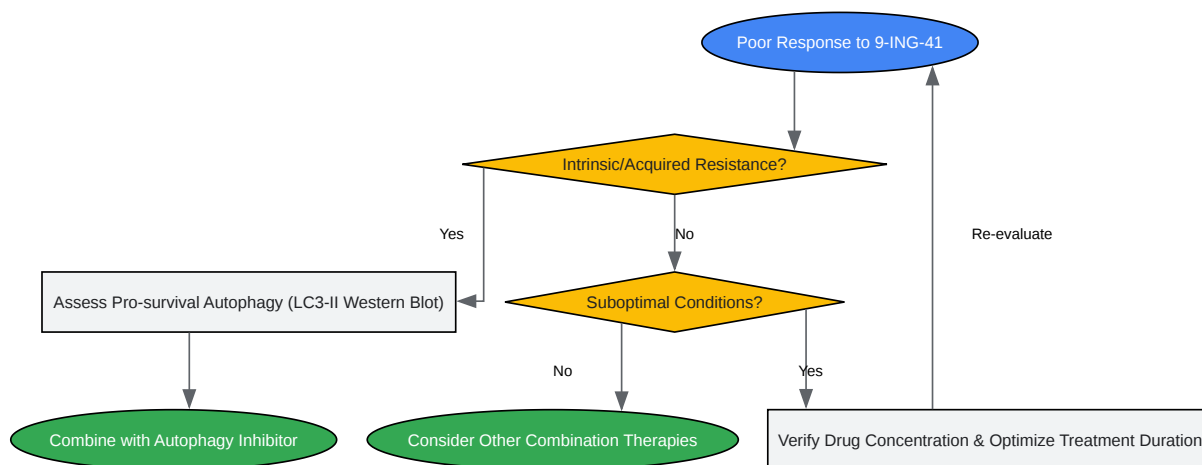 Poor Response to 9-ING-41
Intrinsic/Acquired Resistance?
Yes
No
Re-evaluate
Assess Pro-survival Autophagy (LC3-II Western Blot)
Suboptimal Conditions?
No
Yes
Combine with Autophagy Inhibitor
Consider Other Combination Therapies
Verify Drug Concentration & Optimize Treatment Duration